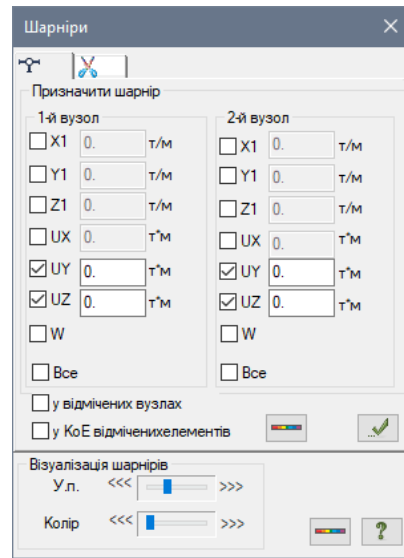 Шарніри
Призначити шарнір
1-й вузол 2-й вузол
X1 0. т/м X1 0. т/м
Y1 0. т/м Y1 0. т/м
Z1 0. т/м Z1 0. т/м
UX 0. т*м UX 0. т*м
UY 0. т*м UY 0. т*м
UZ 0. т*м UZ 0. т*м
W W
Все Все
у відмічених вузлах
у КоЕ відміченихелементів
Візуалізація шарнірів
У.п. <<< >>>
Колір <<< >>>
?